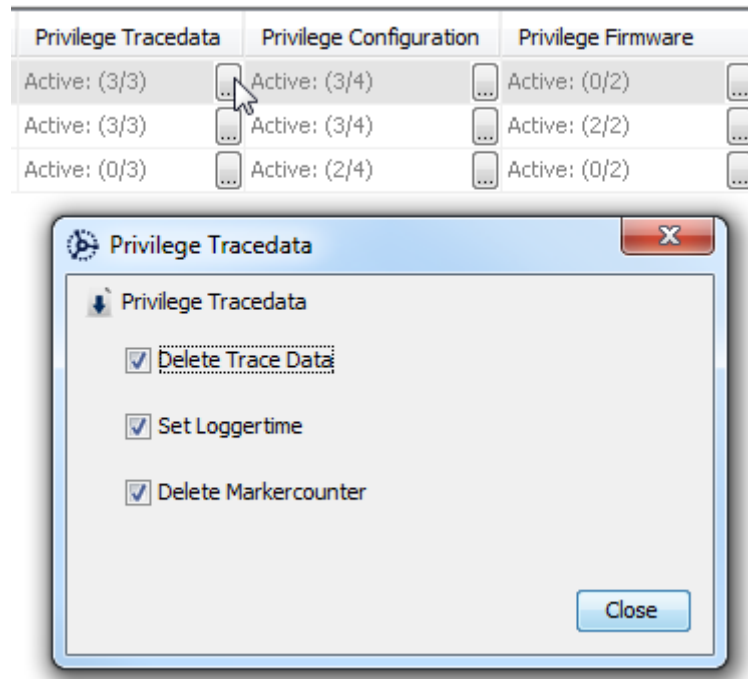 Privilege Tracedata Privilege Configuration Privilege Firmware
Active: (3/3) ... Active: (3/4) ... Active: (0/2) ...
Active: (3/3) ... Active: (3/4) ... Active: (2/2) ...
Active: (0/3) ... Active: (2/4) ... Active: (0/2) ...
Privilege Tracedata
Privilege Tracedata
Delete Trace Data
Set Loggertime
Delete Markercounter
Close